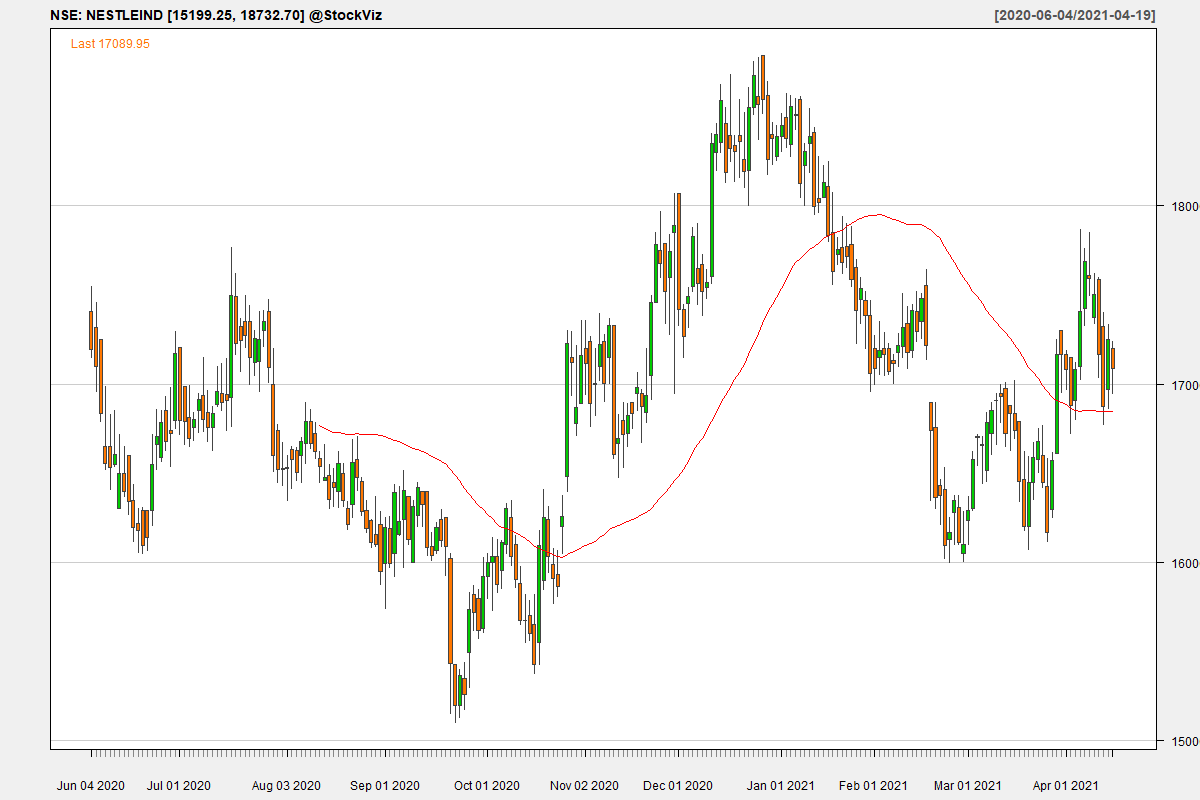 NSE: NESTLEIND [15199.25, 18732.70] @StockViz
[2020-06-04/2021-04-19]
Last 17089.95
1800
1700
1600
1500
Jun 04 2020 Jul 01 2020 Aug 03 2020 Sep 01 2020 Oct 01 2020 Nov 02 2020 Dec 01 2020 Jan 01 2021 Feb 01 2021 Mar 01 2021 Apr 01 2021